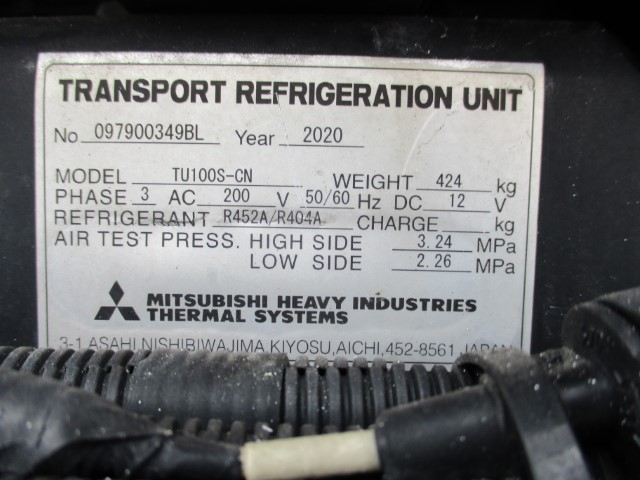 TRANSPORT REFRIGERATION UNIT
No 097900349BL Year 2020
MODEL TU100S-CN WEIGHT 424 kg
PHASE 3 AC 200 V 50/60 Hz DC 12 V
REFRIGERANT R452A/R404A CHARGE kg
AIR TEST PRESS. HIGH SIDE 3.24 MPa
LOW SIDE 2.26 MPa
MITSUBISHI HEAVY INDUSTRIES
THERMAL SYSTEMS
3-1 ASAHI, NISHIBIWAJIMA KIYOSU, AICHI, 452-8561 JAPAN